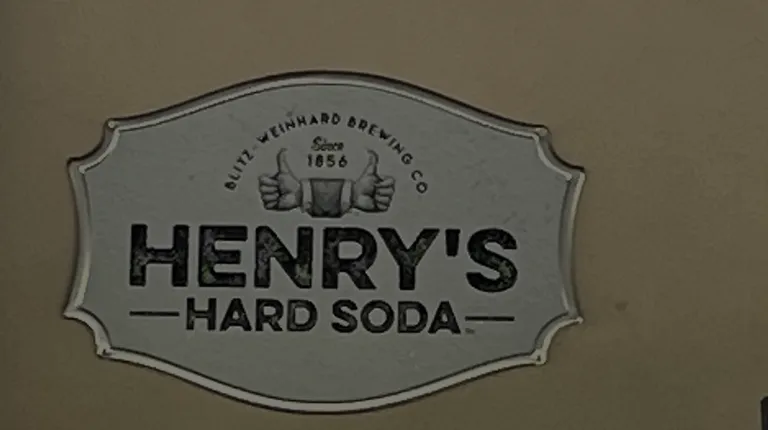 BLITZ-WEINHARD BREWING CO
Since
1856
HENRY'S
HARD SODA